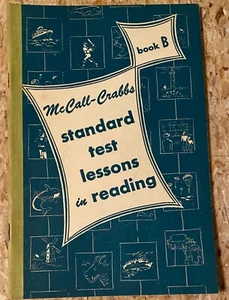 book B
McCall-Crabbs
standard
test
lessons
in reading